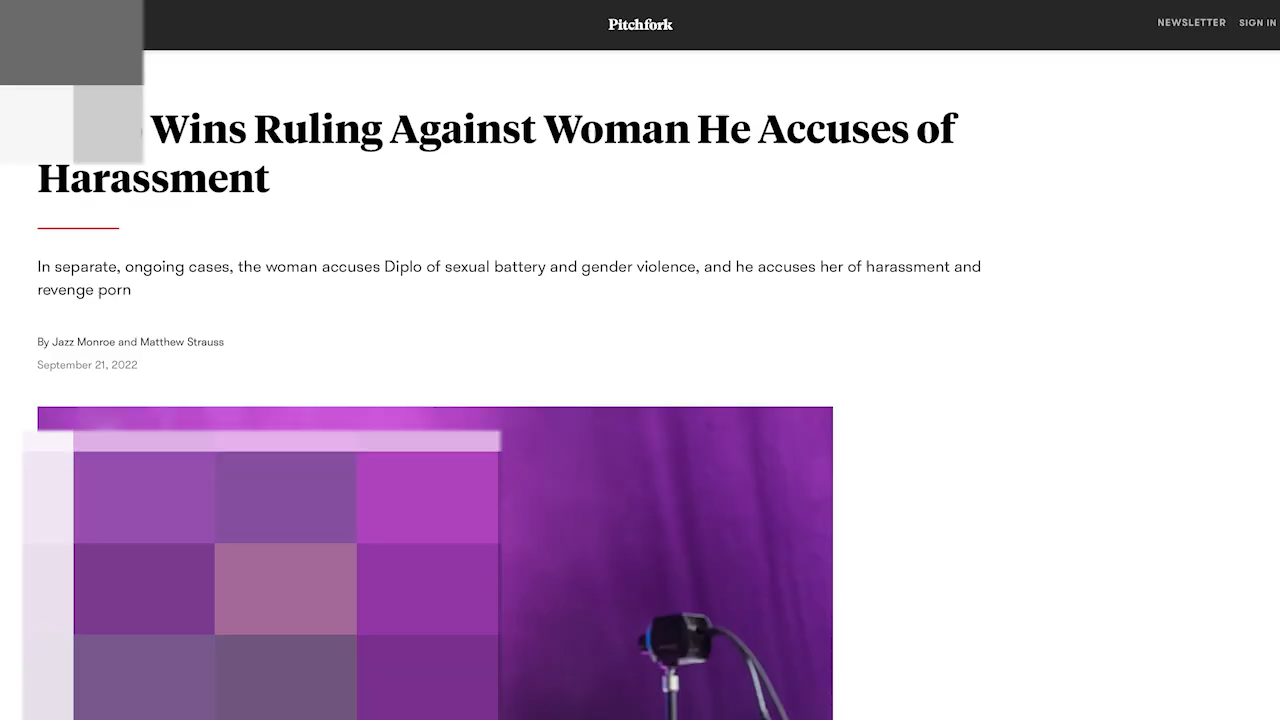 Pitchfork
NEWSLETTER
SIGN IN
Wins Ruling Against Woman He Accuses of
Harassment
In separate, ongoing cases, the woman accuses Diplo of sexual battery and gender violence, and he accuses her of harassment and
revenge porn
By Jazz Monroe and Matthew Strauss
September 21, 2022